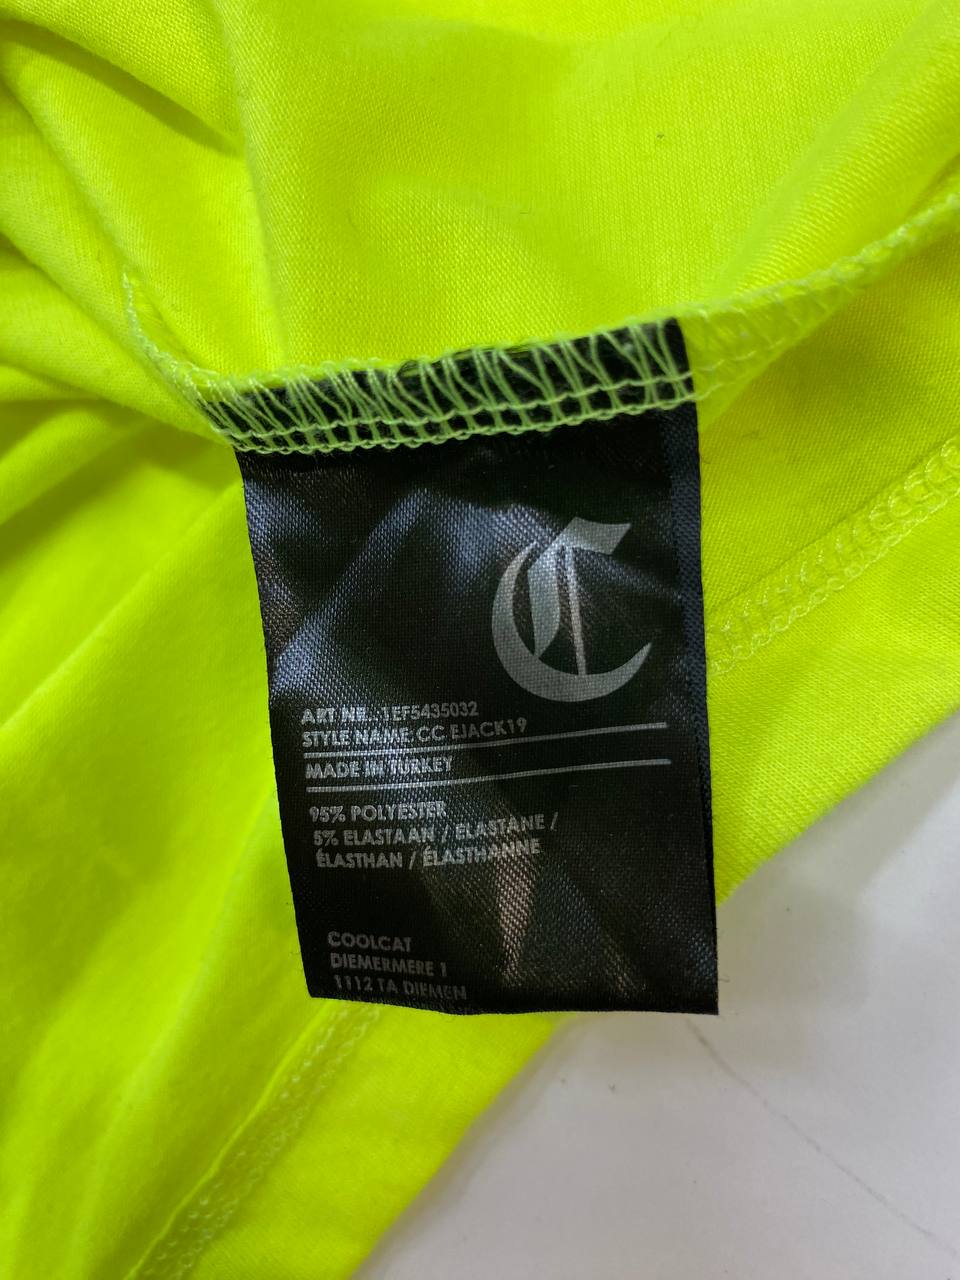 C
ART NR. 1EF5435032
STYLE NAME: CC EJACK19
MADE IN TURKEY
95% POLYESTER
5% ELASTAAN / ELASTANE /
ÉLASTHAN / ÉLASTHANNE
COOLCAT
DIEMERMERE 1
1112 TA DIEMEN